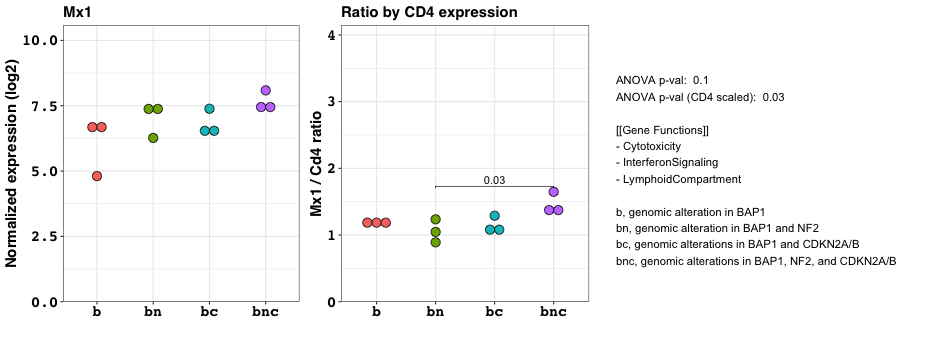 Mx1
Normalized expression (log2)
10.0
7.5
5.0
2.5
0.0
b bn bc bnc
Ratio by CD4 expression
Mx1 / Cd4 ratio
4
3
2
1
0
0.03
b bn bc bnc
ANOVA p-val: 0.1
ANOVA p-val (CD4 scaled): 0.03
[[Gene Functions]]
- Cytotoxicity
- InterferonSignaling
- LymphoidCompartment
b, genomic alteration in BAP1
bn, genomic alteration in BAP1 and NF2
bc, genomic alterations in BAP1 and CDKN2A/B
bnc, genomic alterations in BAP1, NF2, and CDKN2A/B